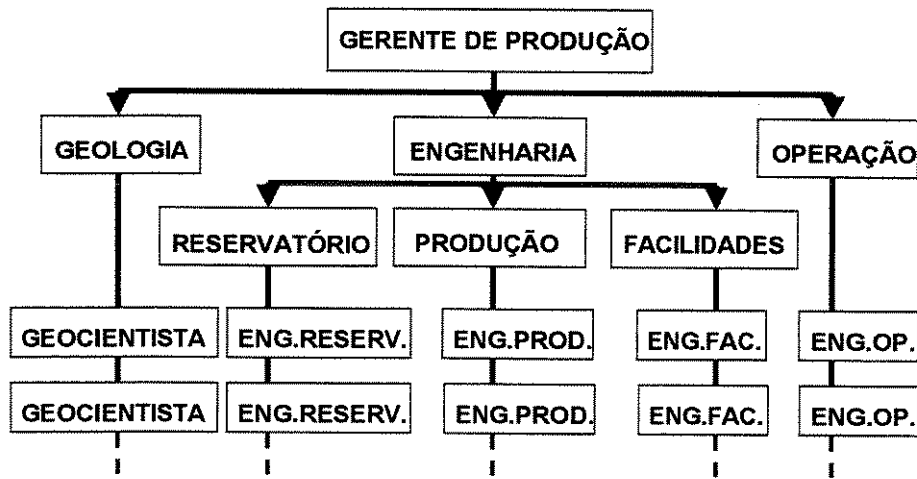 GERENTE DE PRODUÇÃO
GEOLOGIA
ENGENHARIA
OPERAÇÃO
RESERVATÓRIO
PRODUÇÃO
FACILIDADES
GEOCIENTISTA
ENG.RESERV.
ENG.PROD.
ENG.FAC.
ENG.OP.
GEOCIENTISTA
ENG.RESERV.
ENG.PROD.
ENG.FAC.
ENG.OP.